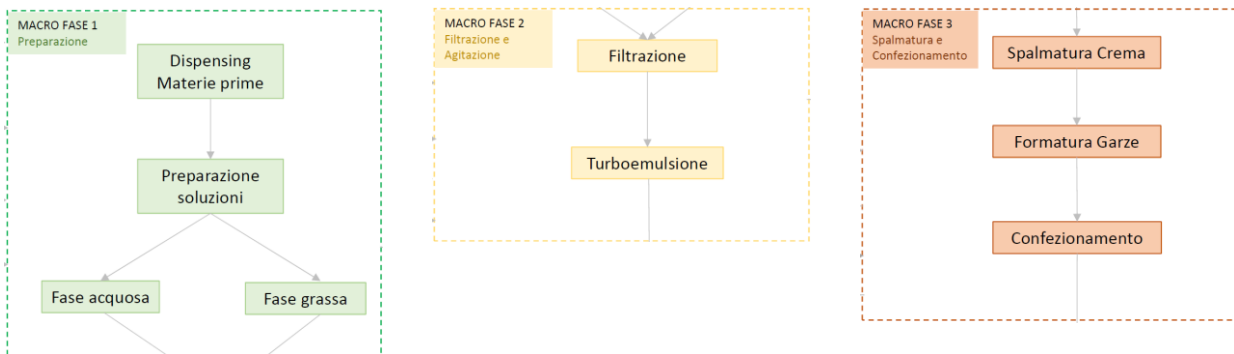 MACRO FASE 1
Preparazione
Dispensing
Materie prime
Preparazione
soluzioni
Fase acquosa
Fase grassa
MACRO FASE 2
Filtrazione e
Agitazione
Filtrazione
Turboemulsione
MACRO FASE 3
Spalmatura e
Confezionamento
Spalmatura Crema
Formatura Garze
Confezionamento